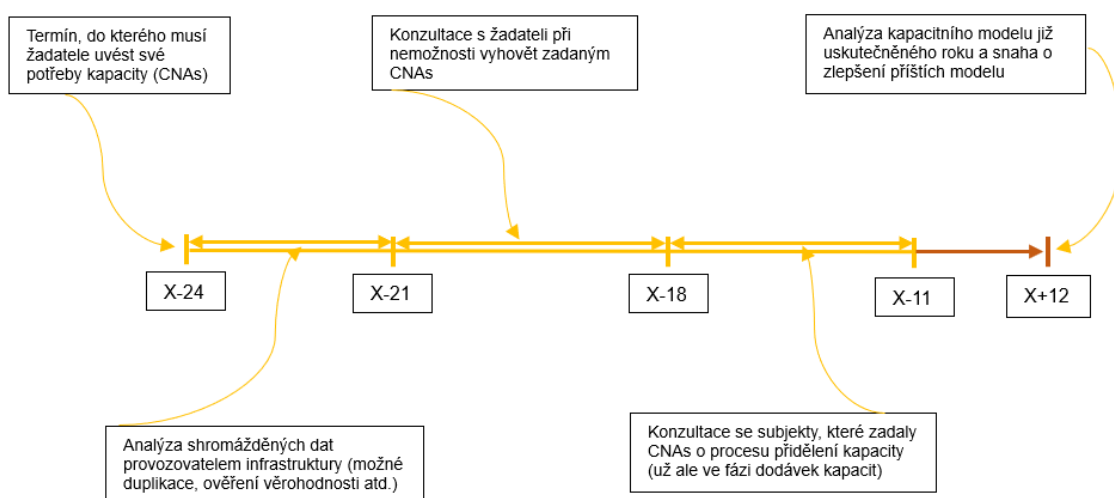 Termín, do kterého musí
žadatele uvést své
potřeby kapacity (CNAs)
Konzultace s žadateli při
nemožnosti vyhovět zadaným
CNAs
Analýza kapacitního modelu již
uskutečněného roku a snaha o
zlepšení příštích modelu
X-24
X-21
X-18
X-11
X+12
Analýza shromážděných dat
provozovatelem infrastruktury (možné
duplikace, ověření věrohodnosti atd.)
Konzultace se subjekty, které zadaly
CNAs o procesu přidělení kapacity
(už ale ve fázi dodávek kapacit)